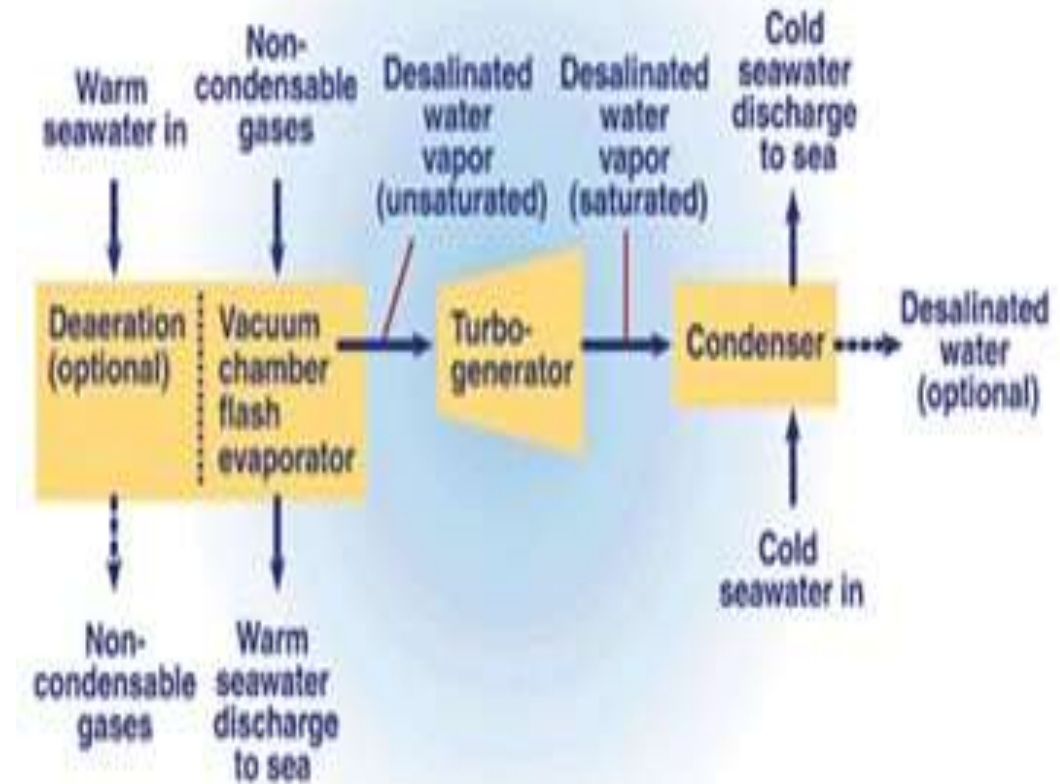 Warm
seawater in
Non-
condensable
gases
Desalinated
water
vapor
(unsaturated)
Desalinated
water
vapor
(saturated)
Cold
seawater
discharge
to sea
Deaeration
(optional)
Vacuum
chamber
flash
evaporator
Turbo-
generator
Condenser
Desalinated
water
(optional)
Non-
condensable
gases
Warm
seawater
discharge
to sea
Cold
seawater in